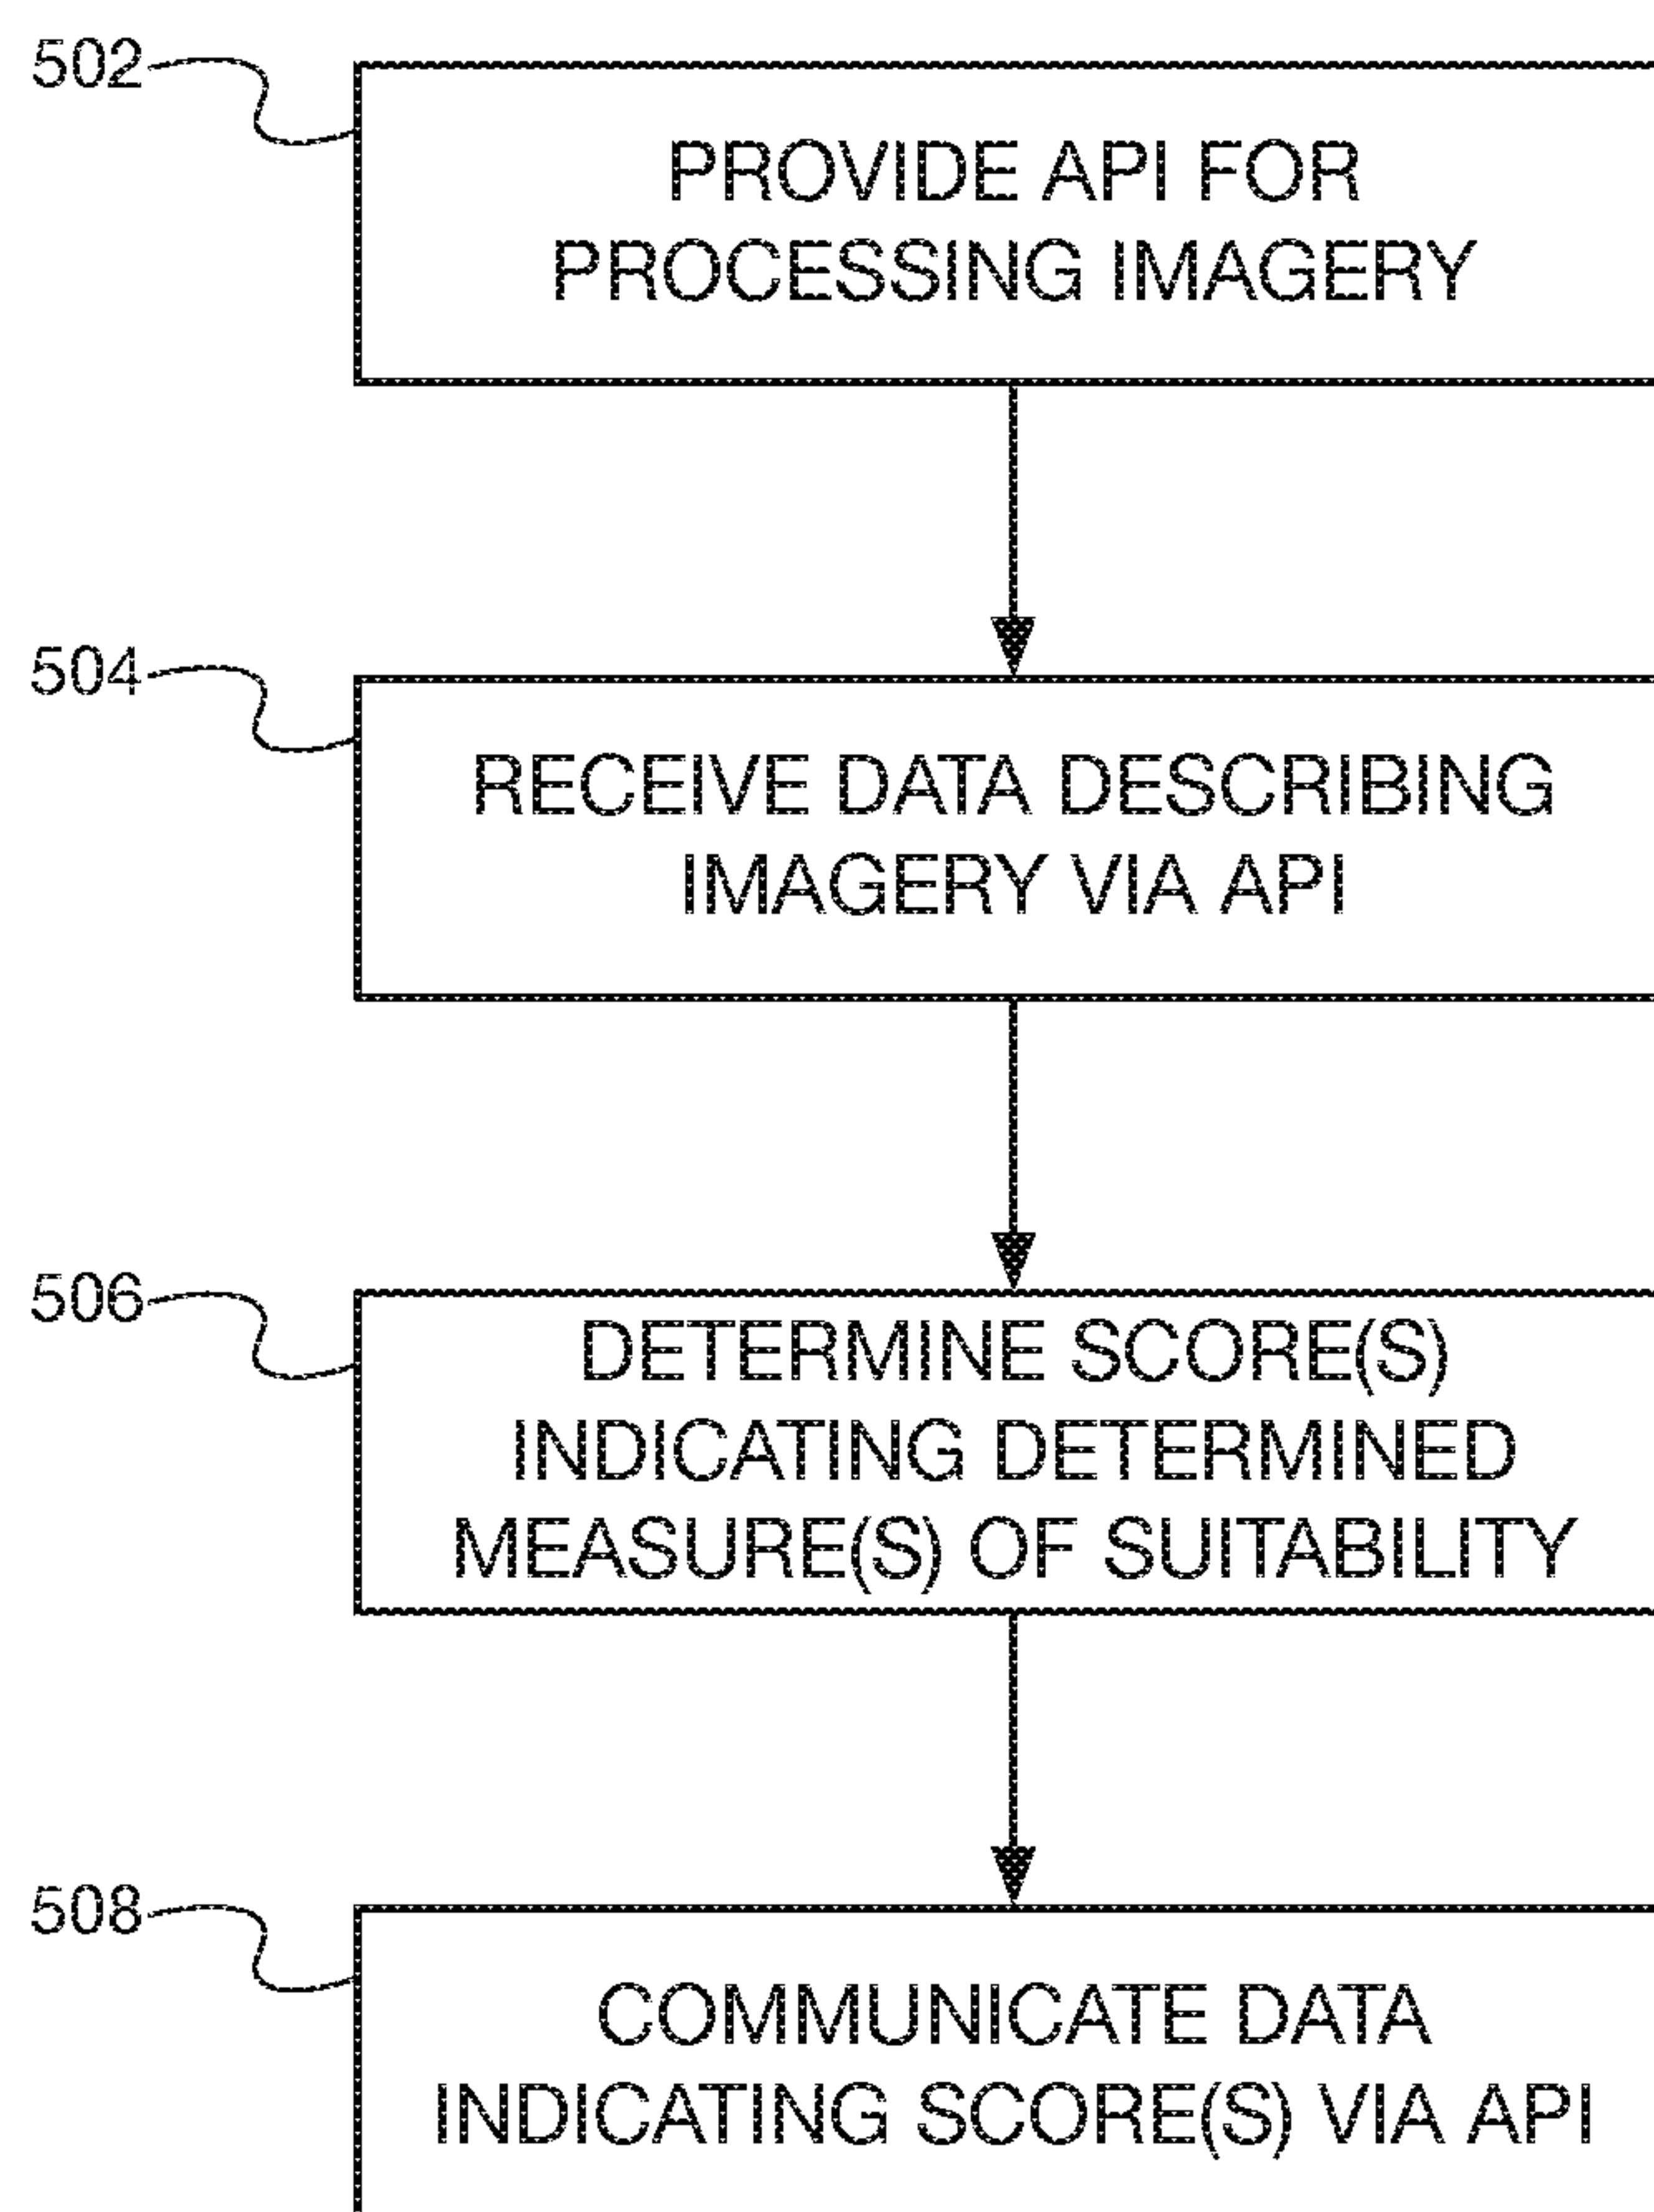 502
PROVIDE API FOR
PROCESSING IMAGERY
504
RECEIVE DATA DESCRIBING
IMAGERY VIA API
506
DETERMINE SCORE(S)
INDICATING DETERMINED
MEASURE(S) OF SUITABILITY
508
COMMUNICATE DATA
INDICATING SCORE(S) VIA API